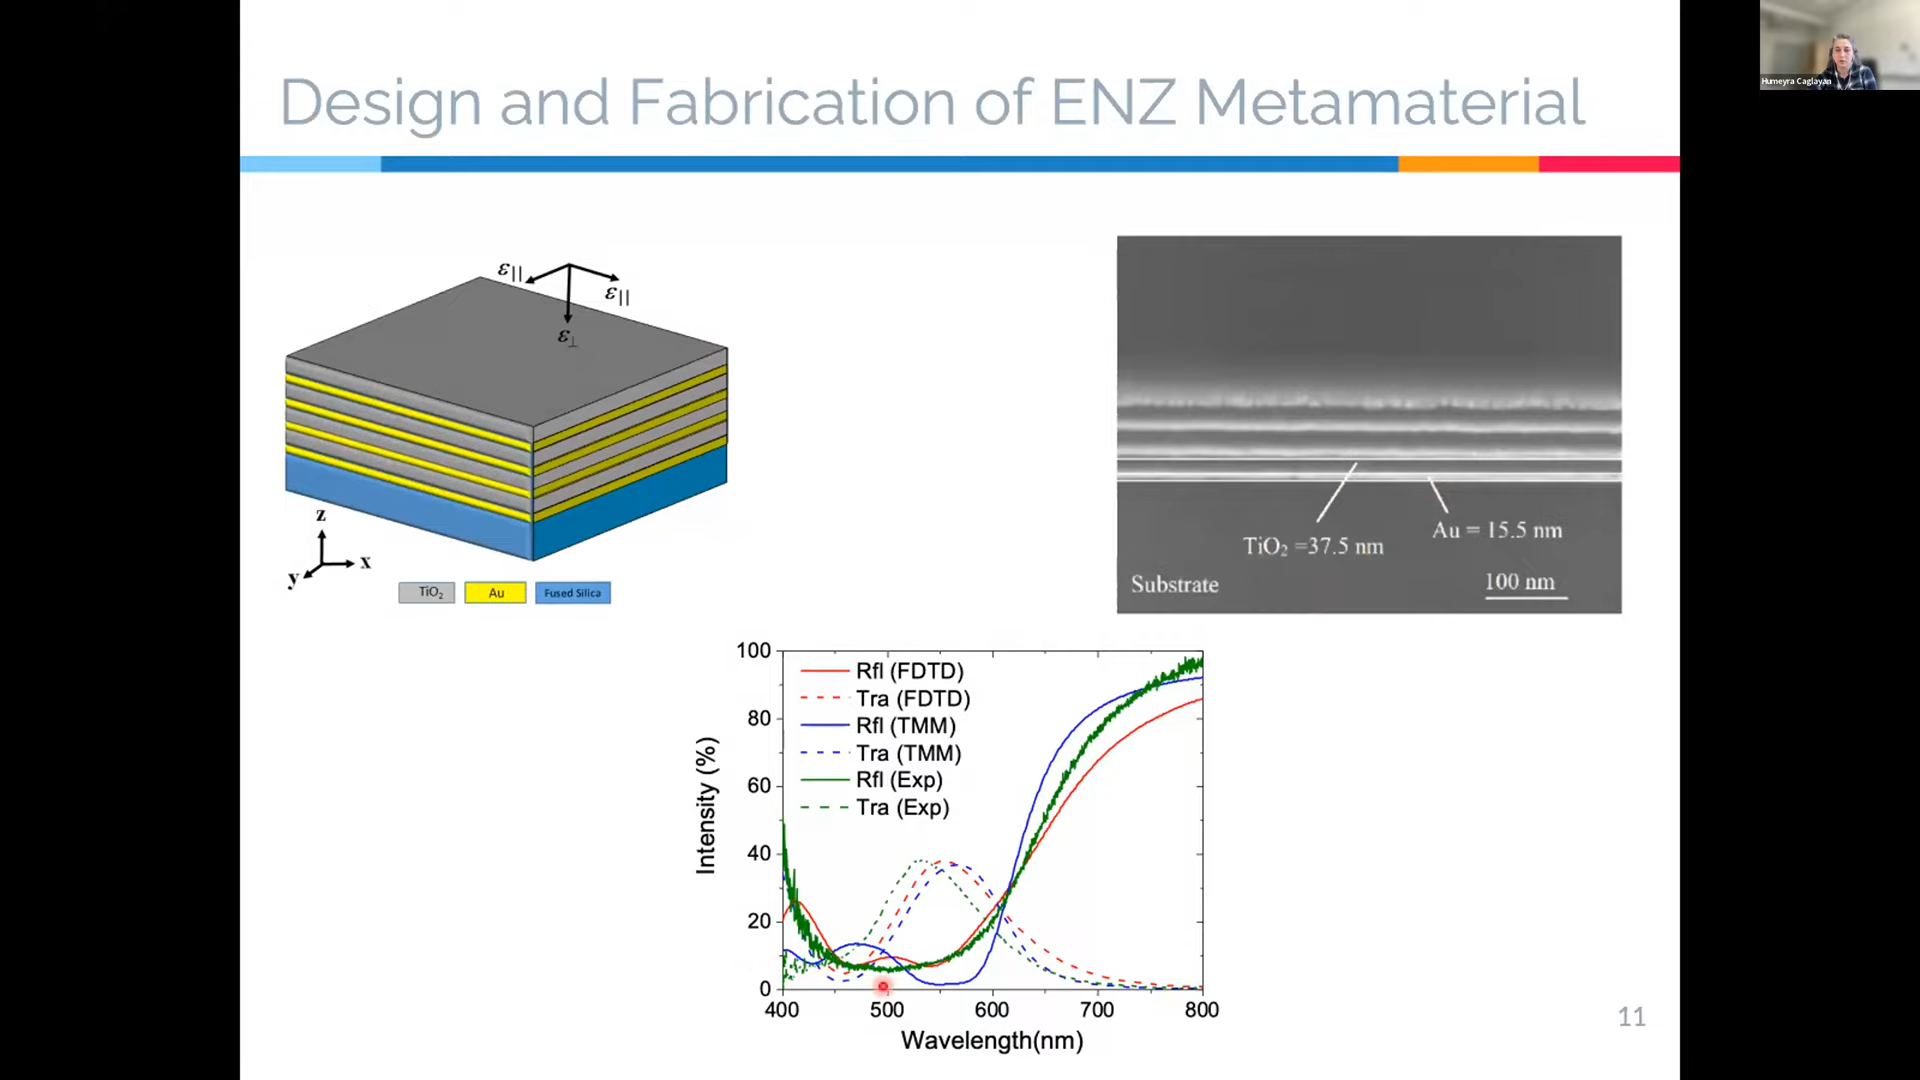 Design and Fabrication of ENZ Metamaterial
Humeyra Caglayan
ε||
ε||
ε⊥
z
x
y
TiO₂
Au
Fused Silica
TiO₂ =37.5 nm
Au = 15.5 nm
Substrate
100 nm
100
80
60
40
20
0
Intensity (%)
Rfl (FDTD)
Tra (FDTD)
Rfl (TMM)
Tra (TMM)
Rfl (Exp)
Tra (Exp)
400 500 600 700 800
Wavelength(nm)
11